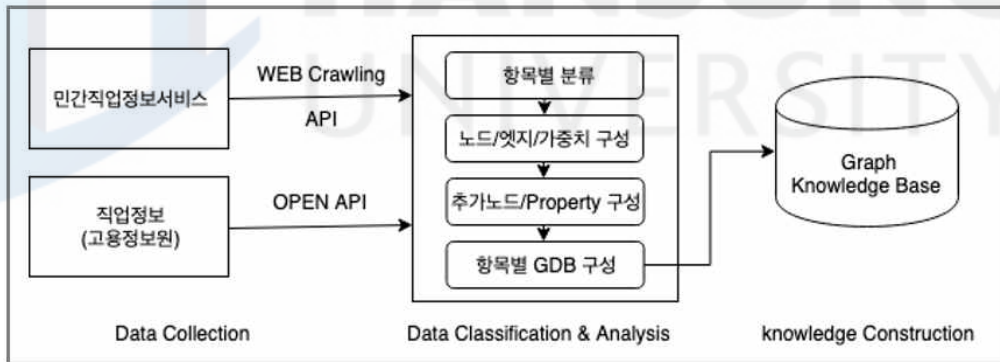 민간직업정보서비스
WEB Crawling
API
직업정보
(고용정보원)
OPEN API
항목별 분류
노드/엣지/가중치 구성
추가노드/Property 구성
항목별 GDB 구성
Graph
Knowledge Base
Data Collection
Data Classification & Analysis
knowledge Construction
UNIVERSITY